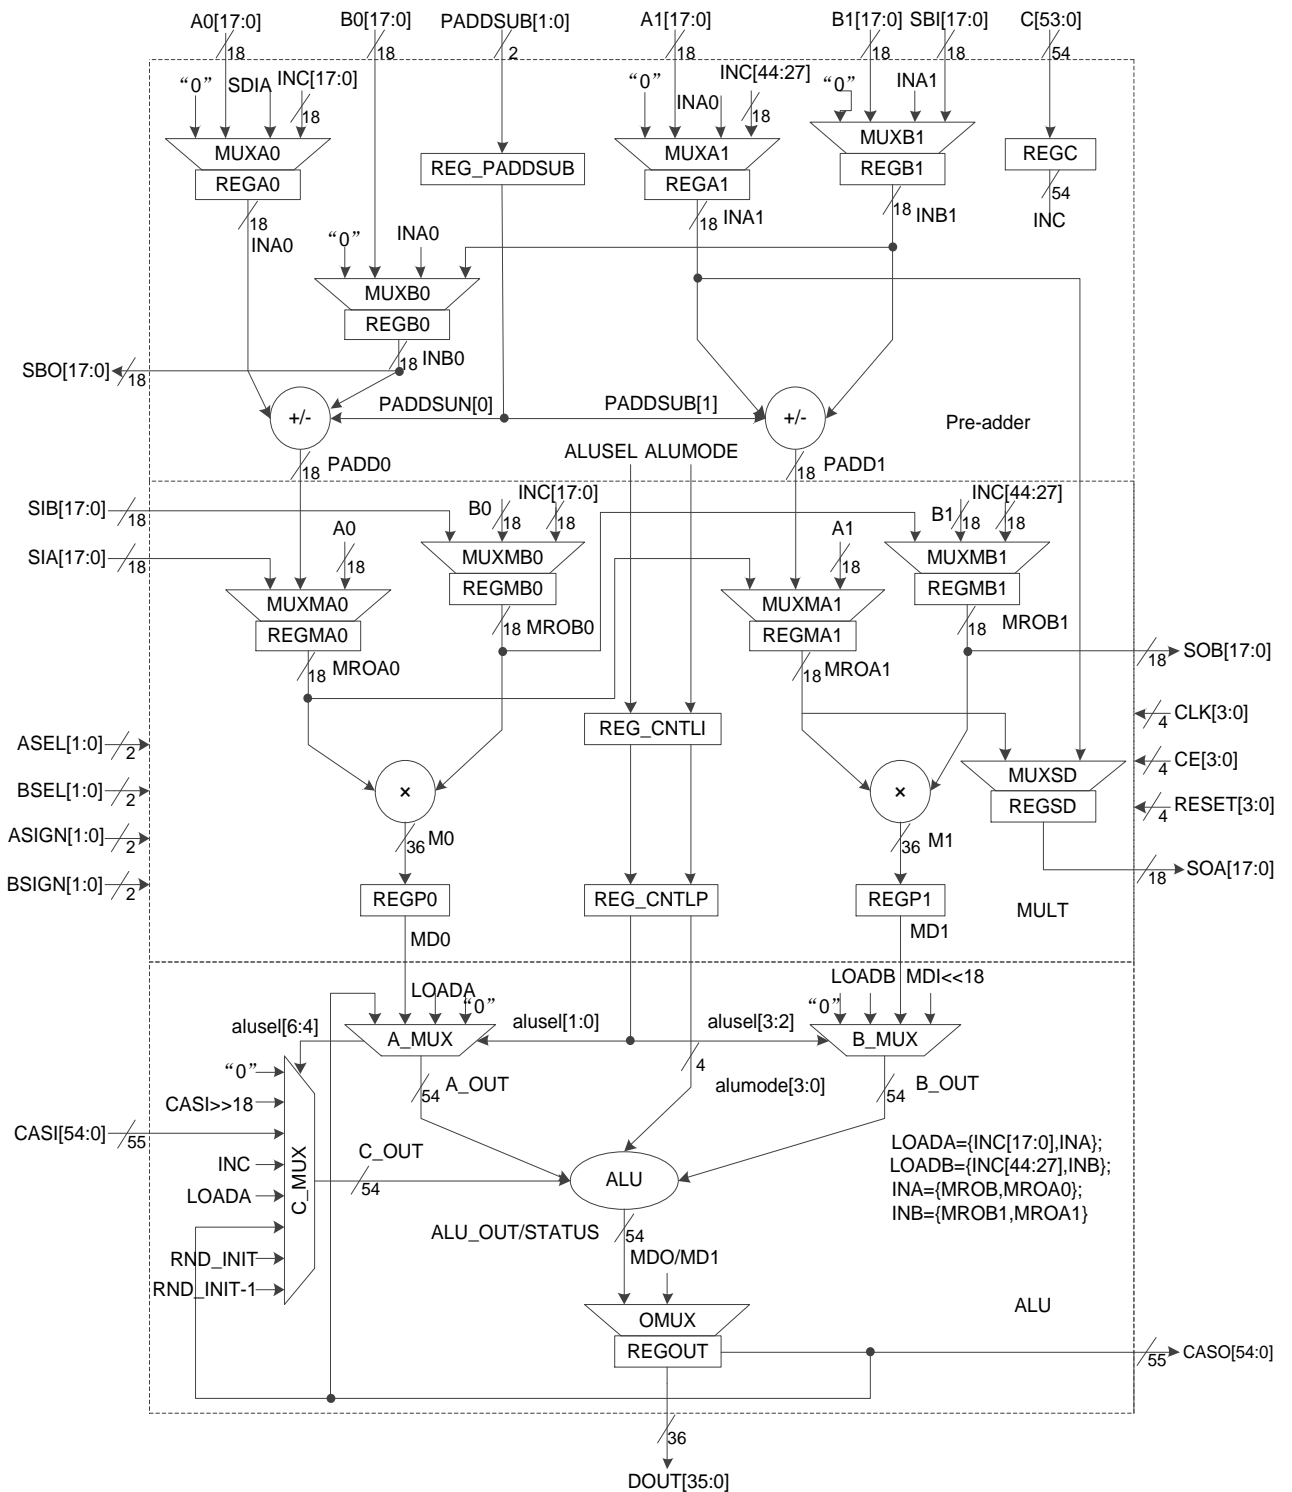 A0[17:0] B0[17:0] PADDSUB[1:0] A1[17:0] B1[17:0] SBI[17:0] C[53:0]
18 18 2 18 18 18 54
“0” SDIA INC[17:0] “0” INA0 INC[44:27] “0” INA1
18 18
MUXA0 MUXA1 MUXB1 REGC
REGA0 REG_PADDSUB REGA1 REGB1
18 18 18 54
INA0 INA1 INB1 INC
“0” INA0
MUXB0
REGB0
18 INB0
SBO[17:0] 18
PADDSUN[0] PADDSUB[1]
+/- +/-
Pre-adder
ALUSEL ALUMODE
18 PADD0 18 PADD1
SIB[17:0] 18 B0 18 INC[17:0] 18 B1 18 INC[44:27] 18
SIA[17:0] 18 A0 18 A1 18
MUXMB0 MUXMB1
REGMB0 REGMB1
MUXMA0 MUXMA1
REGMA0 REGMA1
18 MROB0 18 MROB1
18 MROA0 18 MROA1
18 SOB[17:0]
4 CLK[3:0]
REG_CNTLI
ASEL[1:0] 2
4 CE[3:0]
MUXSD
BSEL[1:0] 2 × ×
REGSD
4 RESET[3:0]
ASIGN[1:0] 2 36 M0 36 M1
18 SOA[17:0]
BSIGN[1:0] 2
REGP0 REG_CNTLP REGP1
MULT
MD0 MD1
LOADA “0” “0” LOADB MDI<<18
alusel[6:4] alusel[1:0] alusel[3:2]
A_MUX B_MUX
“0” 4
54 A_OUT alumode[3:0] 54 B_OUT
CASI>>18
CASI[54:0] 55
INC
LOADA
C_MUX
RND_INIT
RND_INIT-1
C_OUT
54
ALU
LOADA={INC[17:0],INA};
LOADB={INC[44:27],INB};
INA={MROB,MROA0};
INB={MROB1,MROA1}
ALU_OUT/STATUS 54
MDO/MD1
OMUX
REGOUT
ALU
55 CASO[54:0]
36
DOUT[35:0]